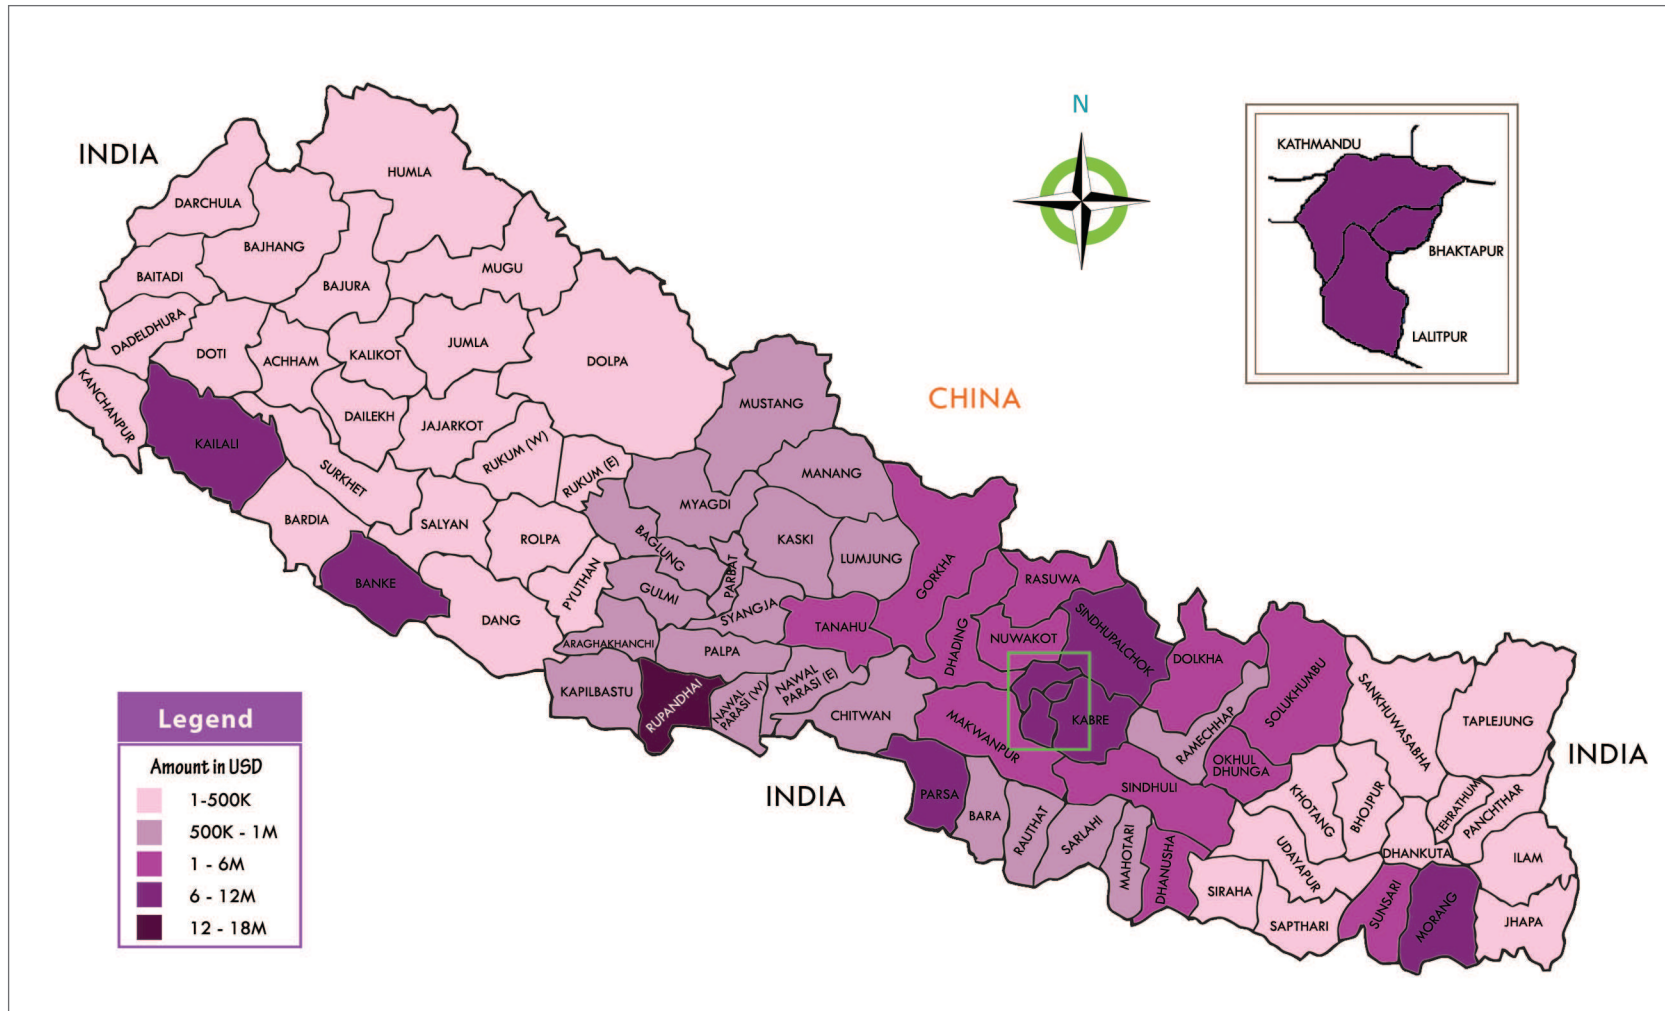 N
INDIA
HUMLA
DARCHULA
BAJHANG
BAITADI
MUGU
BAJURA
DADELDHURA
DOTI
ACHHAM
KALIKOT
JUMLA
DOLPA
KANCHANPUR
KAILALI
DAILEKH
JAJARKOT
RUKUM (W)
RUKUM (E)
SURKHET
BARDIA
SALYAN
ROLPA
BANKE
DANG
PYUTHAN
MUSTANG
MANANG
MYAGDI
BAGLUNG
PARBAT
KASKI
LUMJUNG
GULMI
SYANGJA
ARAGHAKHANCHI
PALPA
KAPILBASTU
RUPANDHAI
NAWAL
PARASI (W)
NAWAL
PARASI (E)
CHITWAN
TANAHU
GORKHA
CHINA
RASUWA
DHADING
NUWAKOT
SINDHUPALCHOK
DOLKHA
KABRE
MAKWANPUR
RAMECHHAP
SOLUKHUMBU
OKHUL
DHUNGA
SINDHULI
PARSA
BARA
RAUTHAT
SARLAHI
MAHOTARI
DHANUSHA
SANKHUWASABHA
TAPLEJUNG
KHOTANG
BHOJPUR
TEHRATHUM
PANCHTHAR
DHANKUTA
UDAYAPUR
ILAM
SIRAHA
SAPTHARI
SUNSARI
MORANG
JHAPA
INDIA
INDIA
KATHMANDU
BHAKTAPUR
LALITPUR
Legend
Amount in USD
1-500K
500K - 1M
1 - 6M
6 - 12M
12 - 18M